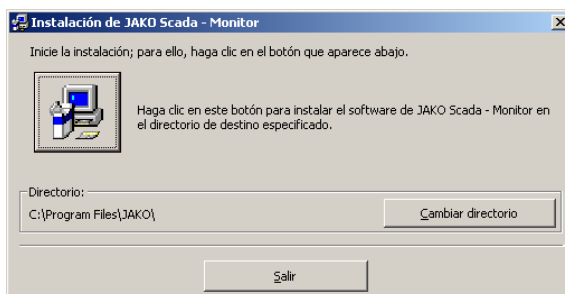 Instalación de JAKO Scada - Monitor
Inicie la instalación; para ello, haga clic en el botón que aparece abajo.
Haga clic en este botón para instalar el software de JAKO Scada - Monitor en
el directorio de destino especificado.
Directorio:
C:\Program Files\JAKO\
Cambiar directorio
Salir